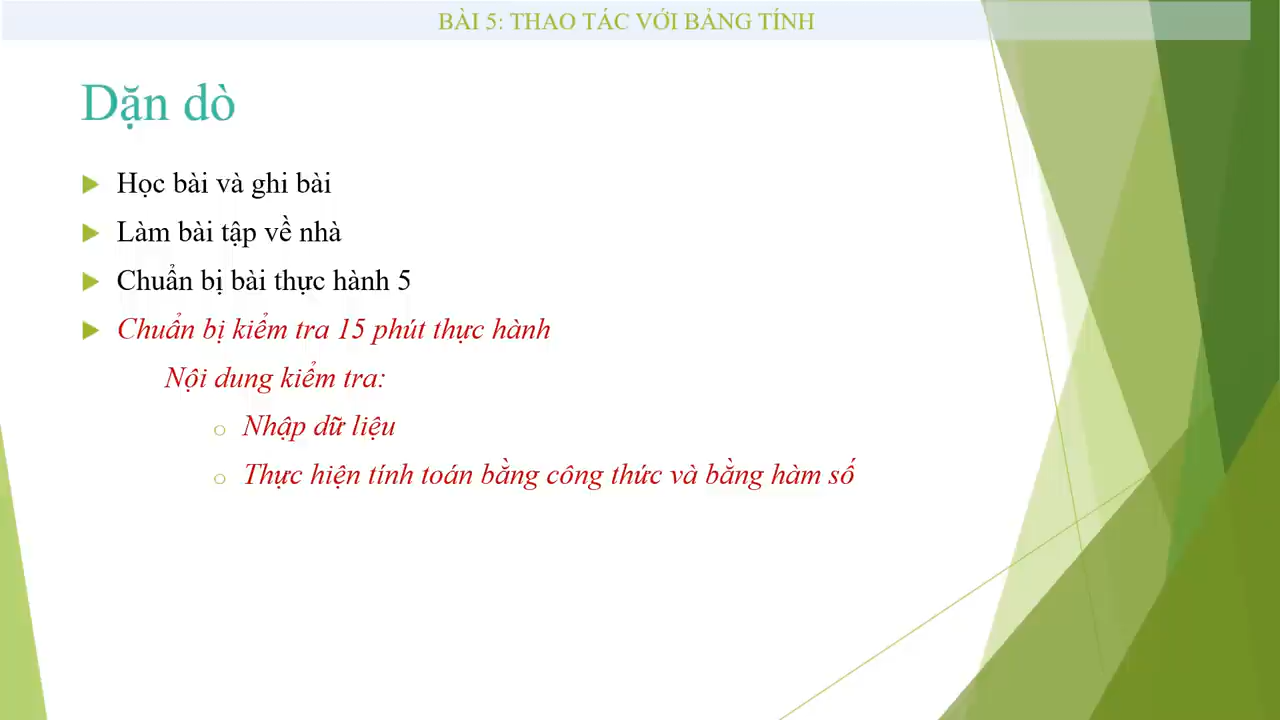 BÀI 5: THAO TÁC VỚI BẢNG TÍNH
Dặn dò
Học bài và ghi bài
Làm bài tập về nhà
Chuẩn bị bài thực hành 5
Chuẩn bị kiểm tra 15 phút thực hành
Nội dung kiểm tra:
Nhập dữ liệu
Thực hiện tính toán bằng công thức và bằng hàm số